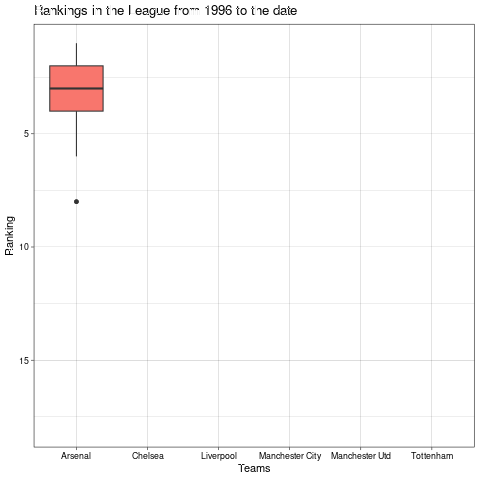 Rankings in the League from 1996 to the date
Ranking
5
10
15
Arsenal Chelsea Liverpool Manchester City Manchester Utd Tottenham
Teams